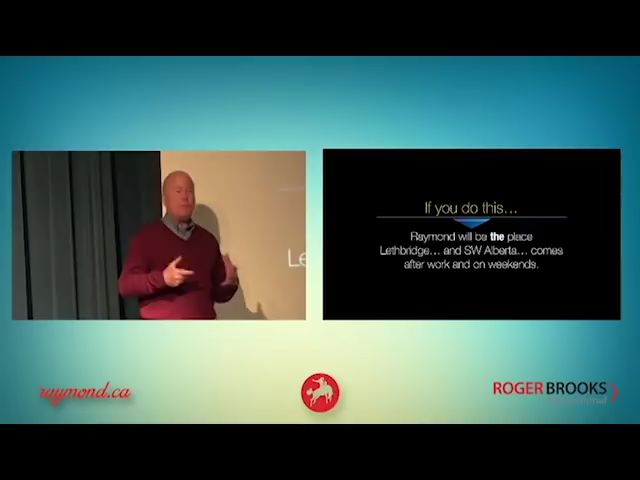 If you do this...
Raymond will be the place
Lethbridge... and SW Alberta... comes
after work and on weekends.
Le
raymond.ca
ROGER BROOKS